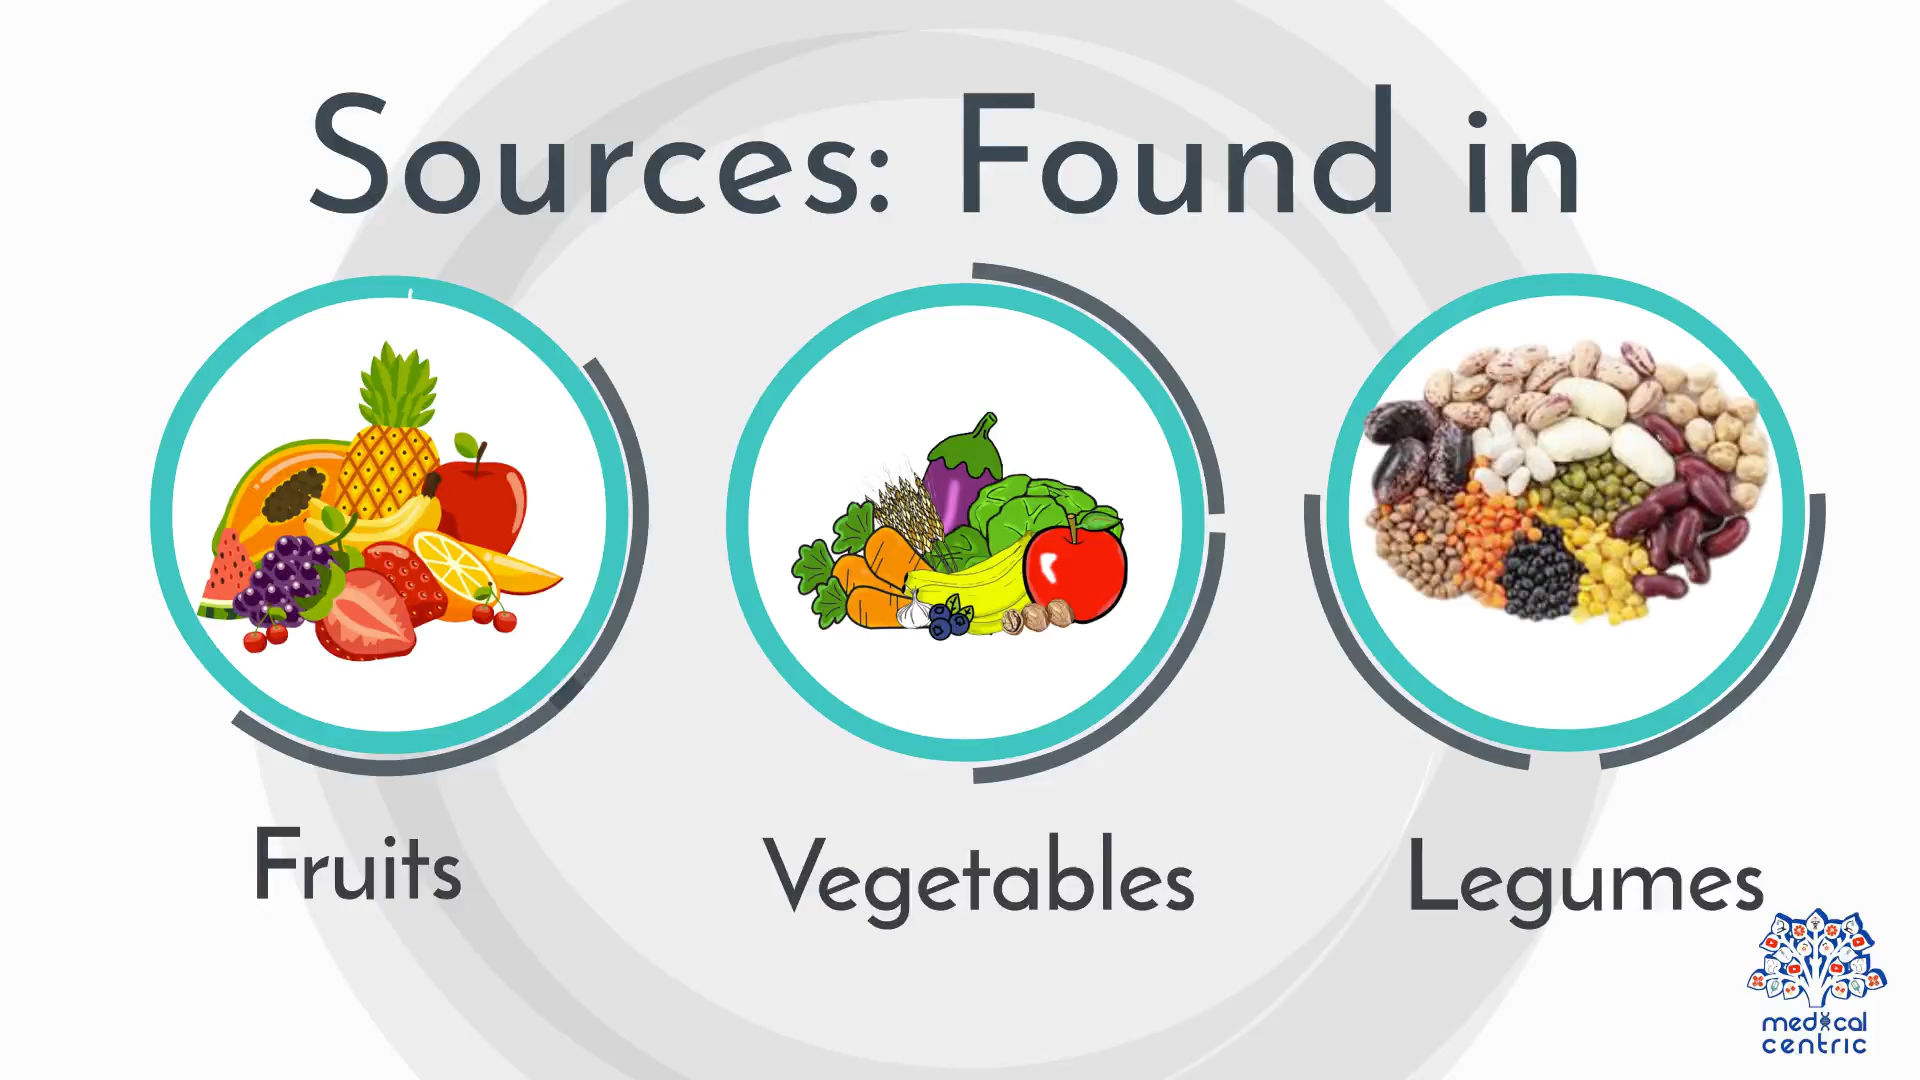 Sources: Found in
Fruits
Vegetables
Legumes
medical
centric